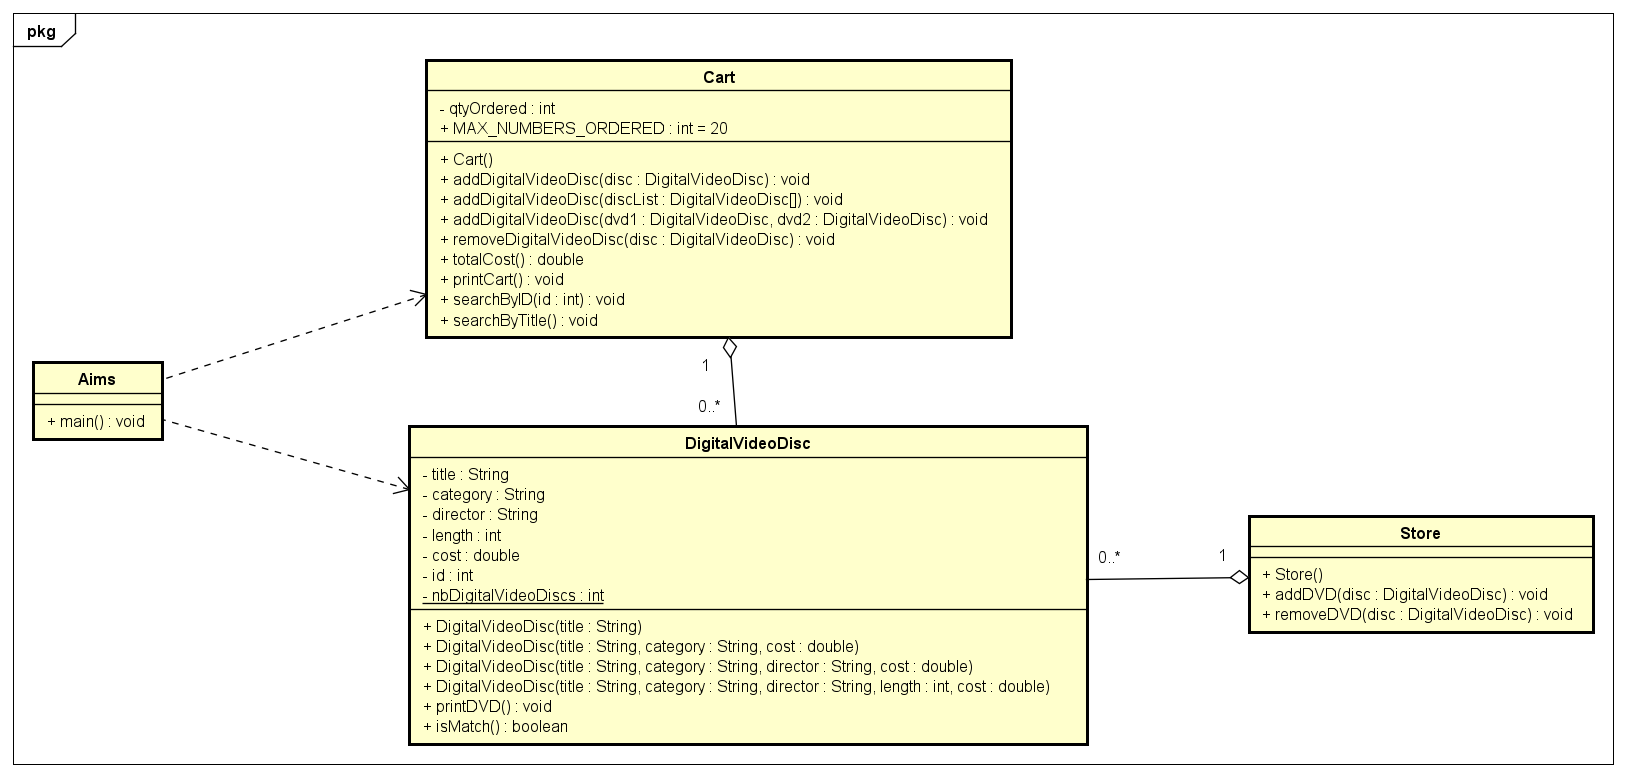 pkg
Cart
- qtyOrdered : int
+ MAX_NUMBERS_ORDERED : int = 20
+ Cart()
+ addDigitalVideoDisc(disc : DigitalVideoDisc) : void
+ addDigitalVideoDisc(discList : DigitalVideoDisc[]) : void
+ addDigitalVideoDisc(dvd1 : DigitalVideoDisc, dvd2 : DigitalVideoDisc) : void
+ removeDigitalVideoDisc(disc : DigitalVideoDisc) : void
+ totalCost() : double
+ printCart() : void
+ searchByID(id : int) : void
+ searchByTitle() : void
1
0..*
Aims
+ main() : void
DigitalVideoDisc
- title : String
- category : String
- director : String
- length : int
- cost : double
- id : int
- nbDigitalVideoDiscs : int
+ DigitalVideoDisc(title : String)
+ DigitalVideoDisc(title : String, category : String, cost : double)
+ DigitalVideoDisc(title : String, category : String, director : String, cost : double)
+ DigitalVideoDisc(title : String, category : String, director : String, length : int, cost : double)
+ printDVD() : void
+ isMatch() : boolean
0..*
1
Store
+ Store()
+ addDVD(disc : DigitalVideoDisc) : void
+ removeDVD(disc : DigitalVideoDisc) : void